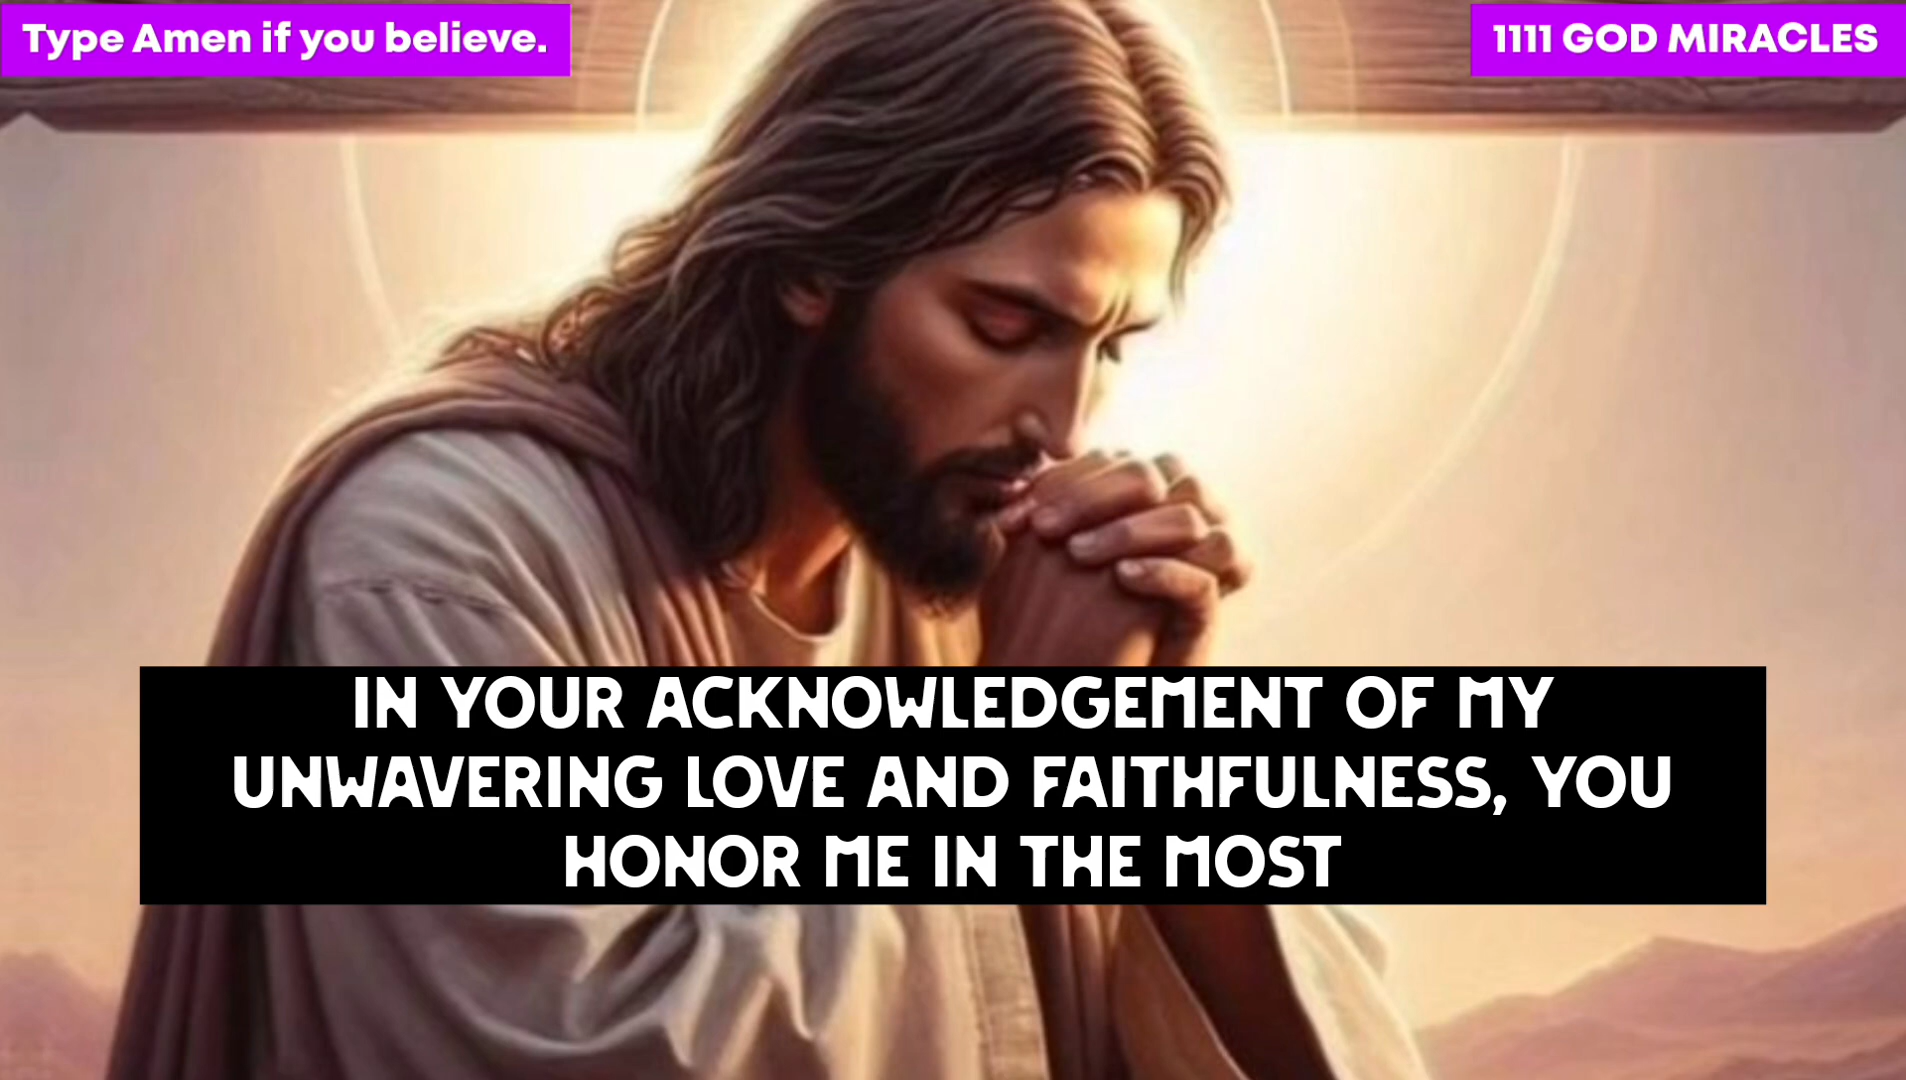 Type Amen if you believe.
1111 GOD MIRACLES
IN YOUR ACKNOWLEDGEMENT OF MY
UNWAVERING LOVE AND FAITHFULNESS, YOU
HONOR ME IN THE MOST